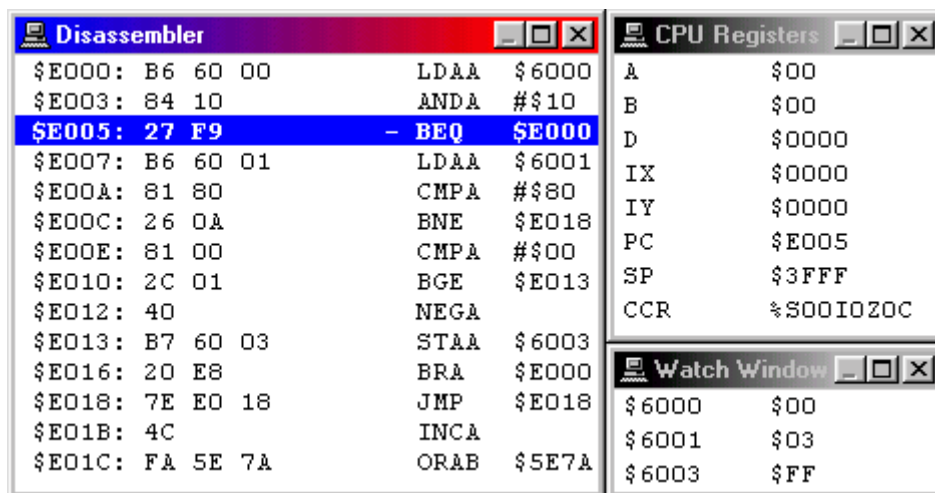 Disassembler
$E000: B6 60 00 LDAA $6000
$E003: 84 10 ANDA #$10
$E005: 27 F9 - BEQ $E000
$E007: B6 60 01 LDAA $6001
$E00A: 81 80 CMPA #$80
$E00C: 26 0A BNE $E018
$E00E: 81 00 CMPA #$00
$E010: 2C 01 BGE $E013
$E012: 40 NEGA
$E013: B7 60 03 STAA $6003
$E016: 20 E8 BRA $E000
$E018: 7E E0 18 JMP $E018
$E01B: 4C INCA
$E01C: FA 5E 7A ORAB $5E7A
CPU Registers
A $00
B $00
D $0000
IX $0000
IY $0000
PC $E005
SP $3FFF
CCR %S00I0Z0C
Watch Window
$6000 $00
$6001 $03
$6003 $FF